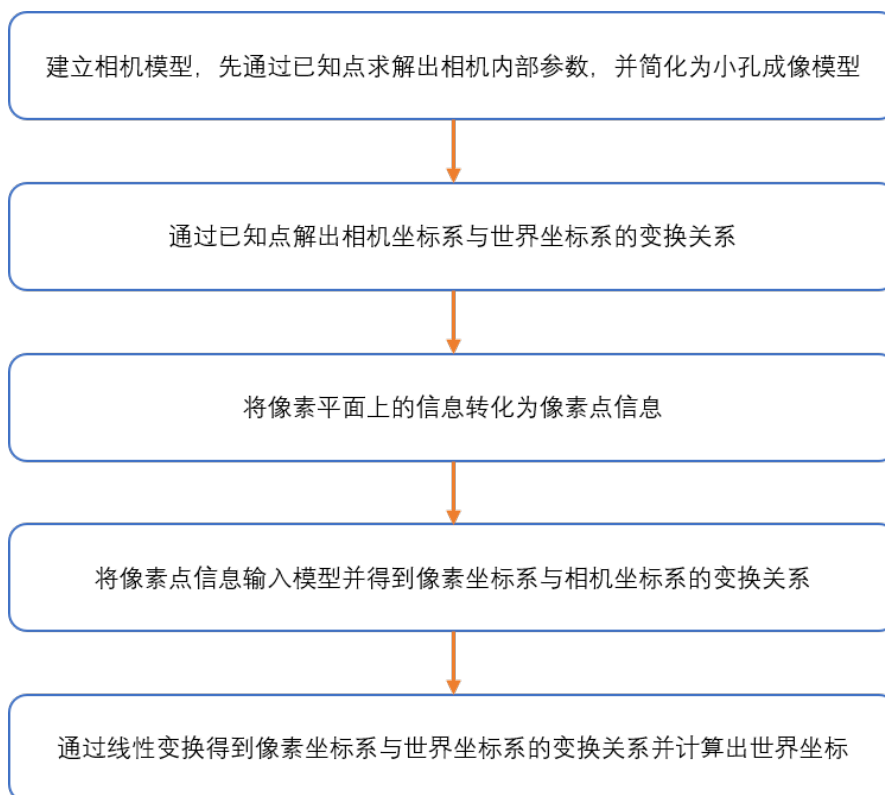 建立相机模型，先通过已知点求解出相机内部参数，并简化为小孔成像模型
通过已知点解出相机坐标系与世界坐标系的变换关系
将像素平面上的信息转化为像素点信息
将像素点信息输入模型并得到像素坐标系与相机坐标系的变换关系
通过线性变换得到像素坐标系与世界坐标系的变换关系并计算出世界坐标